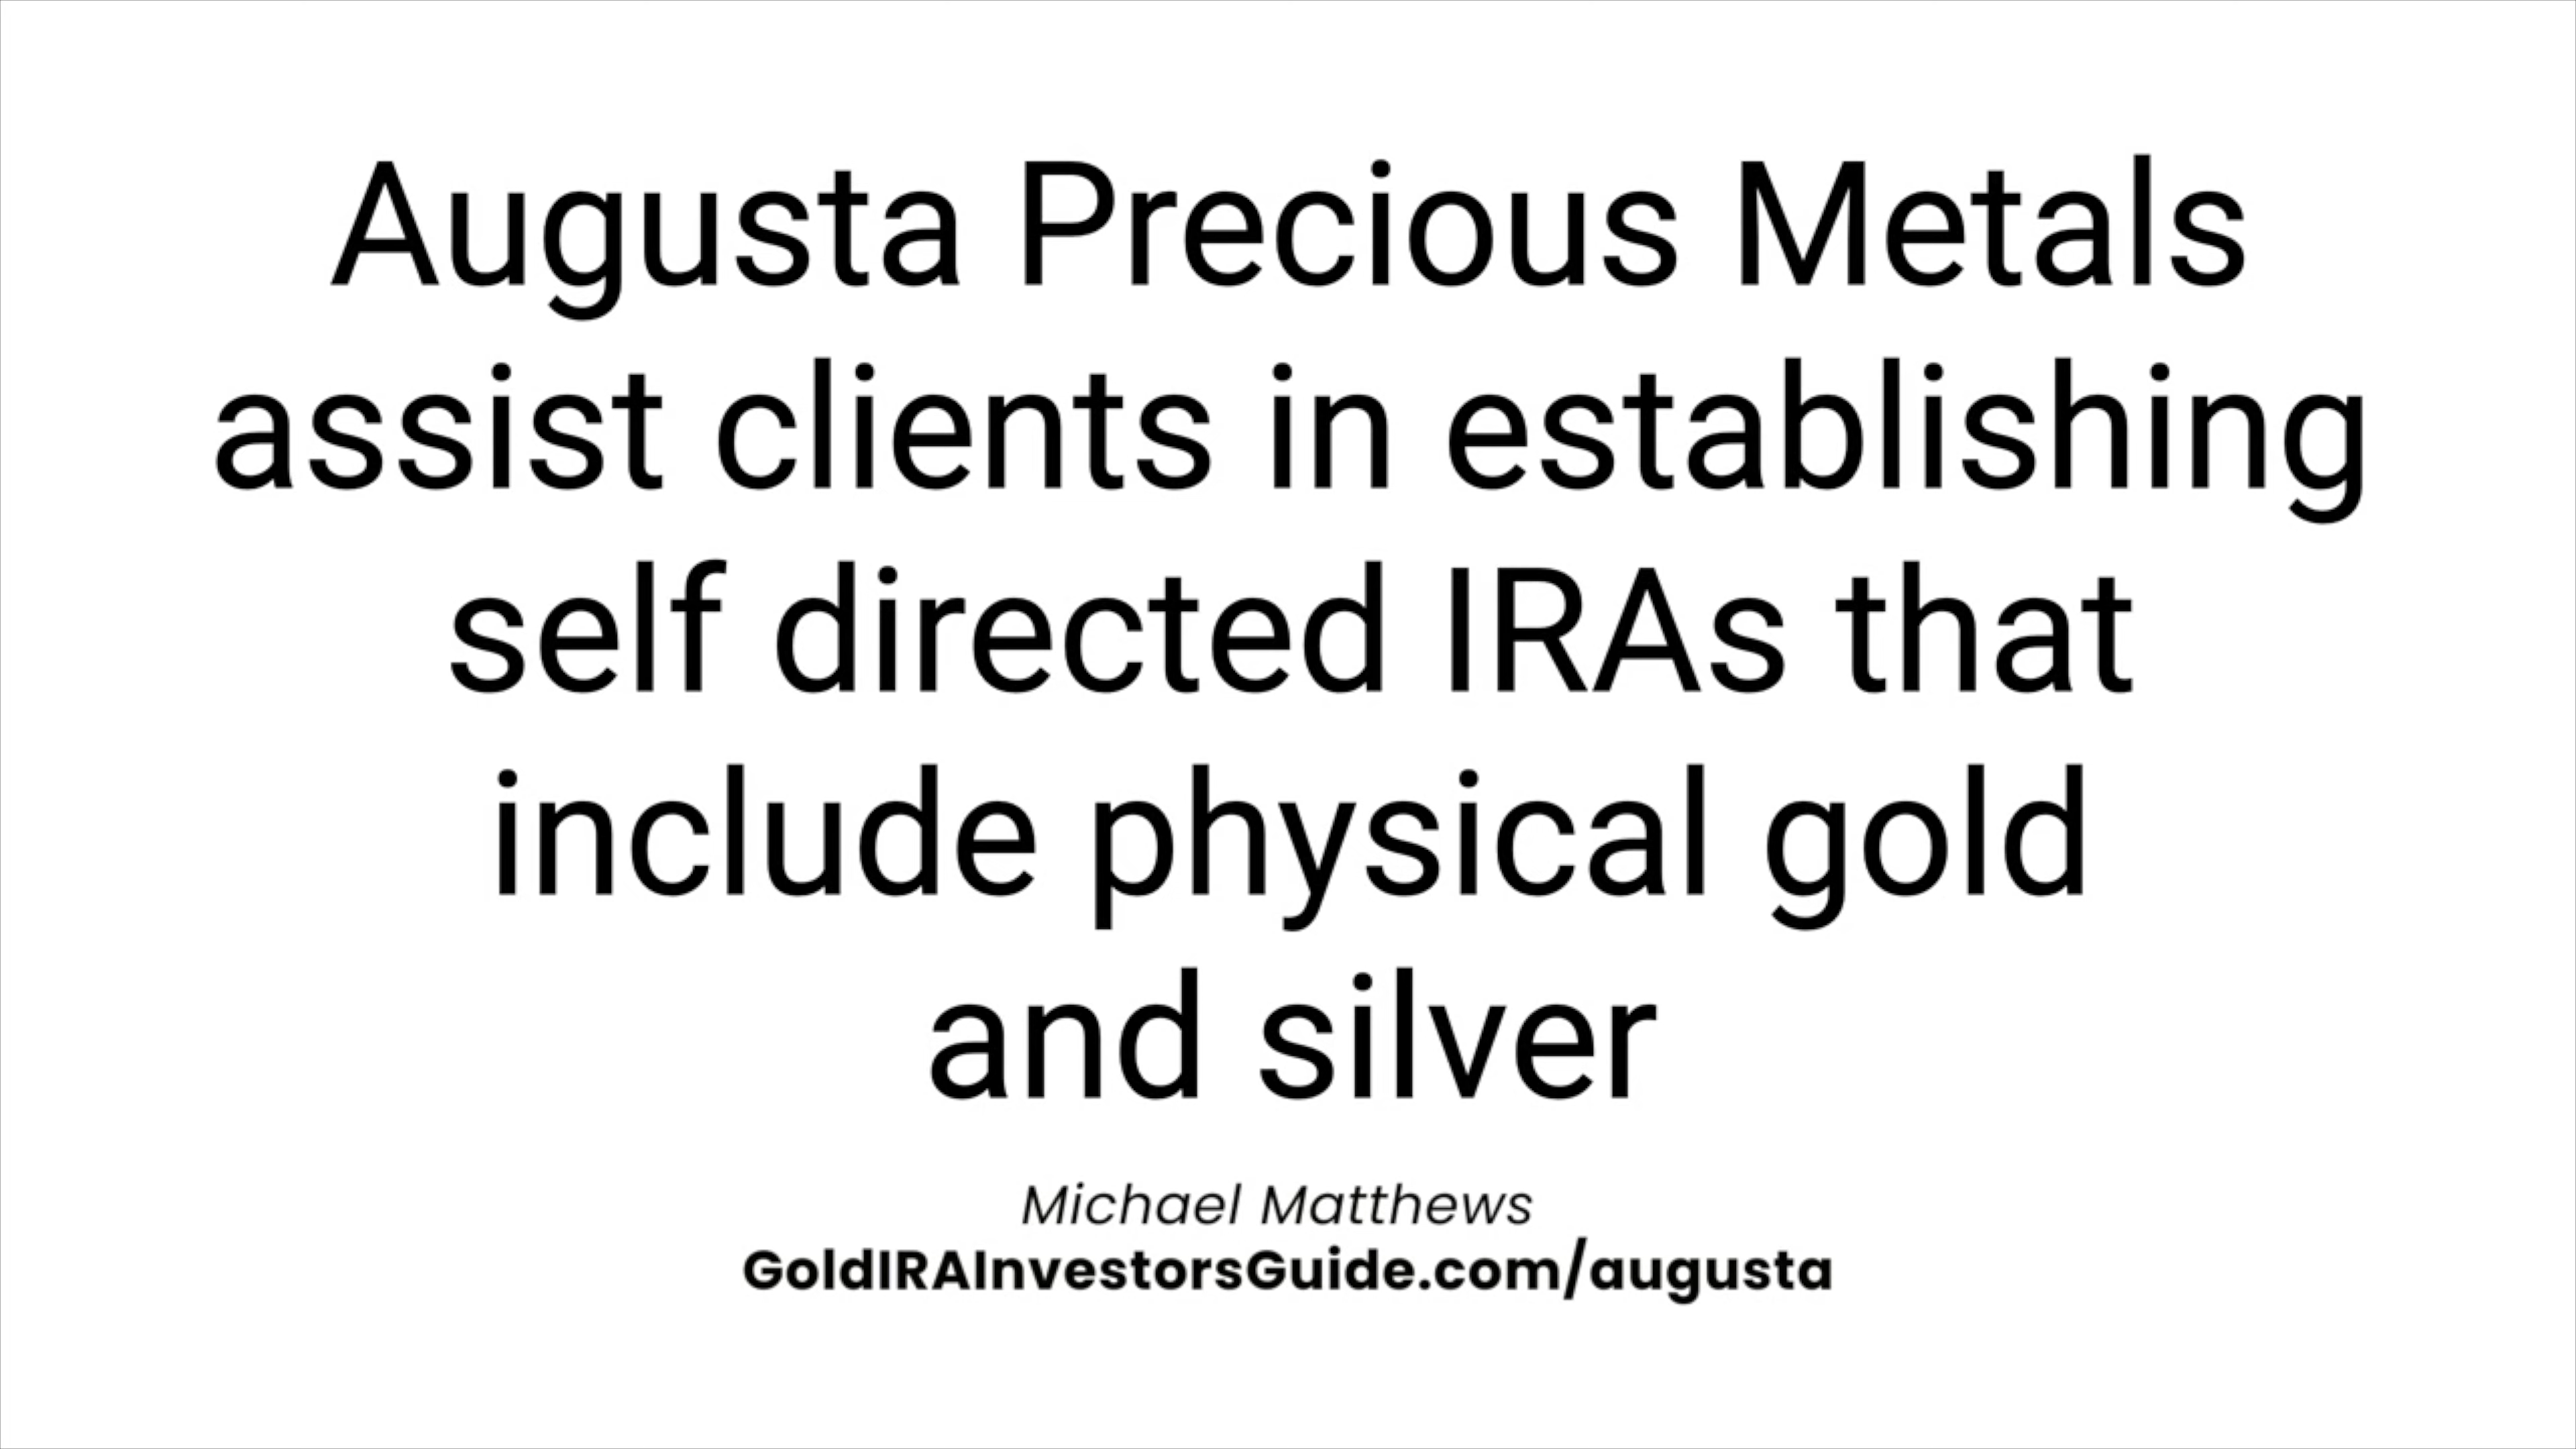 Augusta Precious Metals
assist clients in establishing
self directed IRAs that
include physical gold
and silver
Michael Matthews
GoldIRAInvestorsGuide.com/augusta